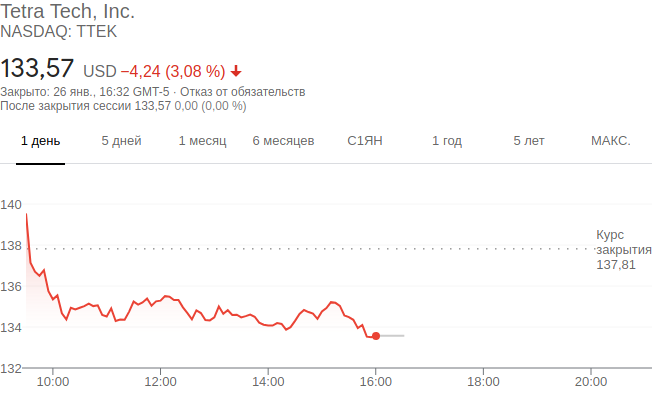 Tetra Tech, Inc.
NASDAQ: TTEK
133,57 USD −4,24 (3,08 %)
Закрыто: 26 янв., 16:32 GMT-5 · Отказ от обязательств
После закрытия сессии 133,57 0,00 (0,00 %)
1 день 5 дней 1 месяц 6 месяцев С1ЯН 1 год 5 лет МАКС.
140
138
136
134
132
Курс
закрытия
137,81
10:00 12:00 14:00 16:00 18:00 20:00